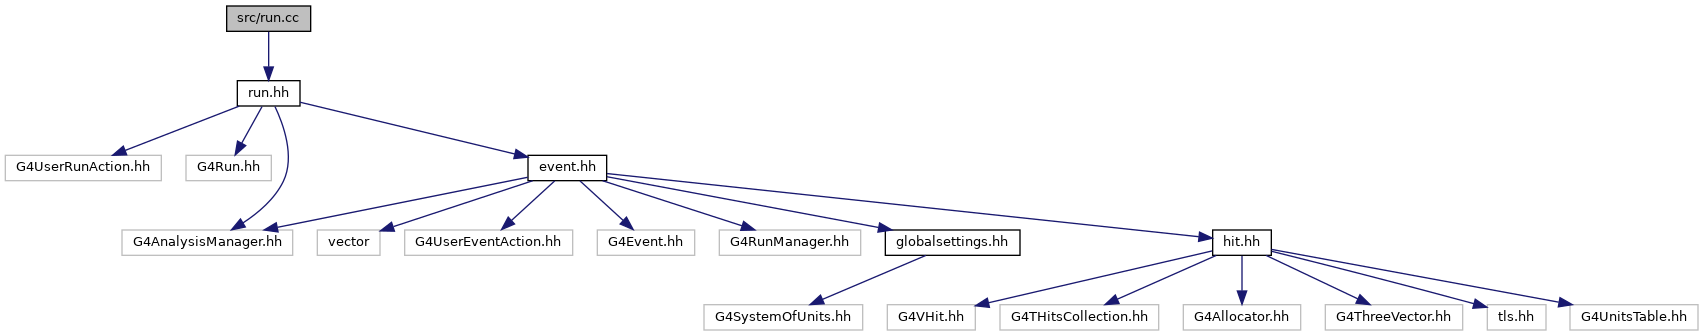 src/run.cc
run.hh
G4UserRunAction.hh
G4Run.hh
event.hh
G4AnalysisManager.hh
vector
G4UserEventAction.hh
G4Event.hh
G4RunManager.hh
globalsettings.hh
hit.hh
G4SystemOfUnits.hh
G4VHit.hh
G4THitsCollection.hh
G4Allocator.hh
G4ThreeVector.hh
tls.hh
G4UnitsTable.hh